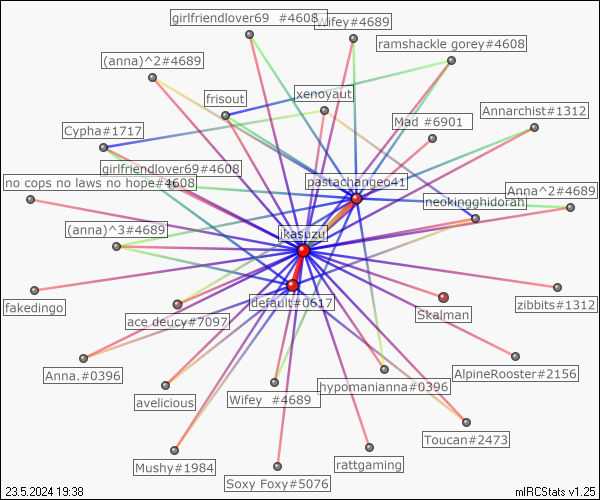 girlfriendlover69 #4608
Wifey#4689
ramshackle gorey#4608
(anna)^2#4689
xenoyaut
frisout
Annarchist#1312
Mad #6901
Cypha#1717
girlfriendlover69#4608
no cops no laws no hope#4608
pastachangeo41
Anna^2#4689
neokingghidorah
(anna)^3#4689
ikasuzu
fakedingo
default#0617
zibbits#1312
ace deucy#7097
Skalman
Anna.#0396
AlpineRooster#2156
hypomanianna#0396
avelicious
Wifey #4689
Toucan#2473
Mushy#1984
rattgaming
Soxy Foxy#5076
23.5.2024 19:38
mIRCStats v1.25